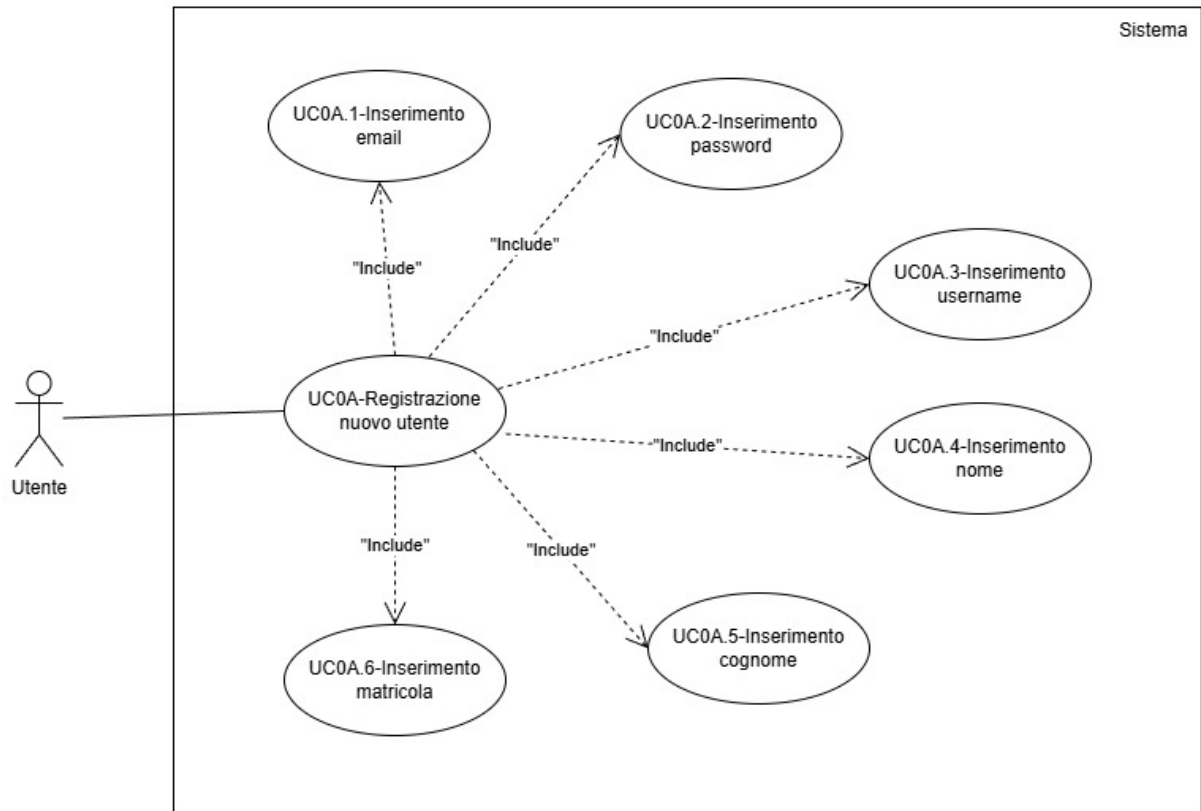 Sistema
UC0A.1-Inserimento
email
UC0A.2-Inserimento
password
"Include"
"Include"
UC0A.3-Inserimento
username
"Include"
UC0A-Registrazione
nuovo utente
"Include"
UC0A.4-Inserimento
nome
Utente
"Include"
"Include"
UC0A.6-Inserimento
matricola
UC0A.5-Inserimento
cognome